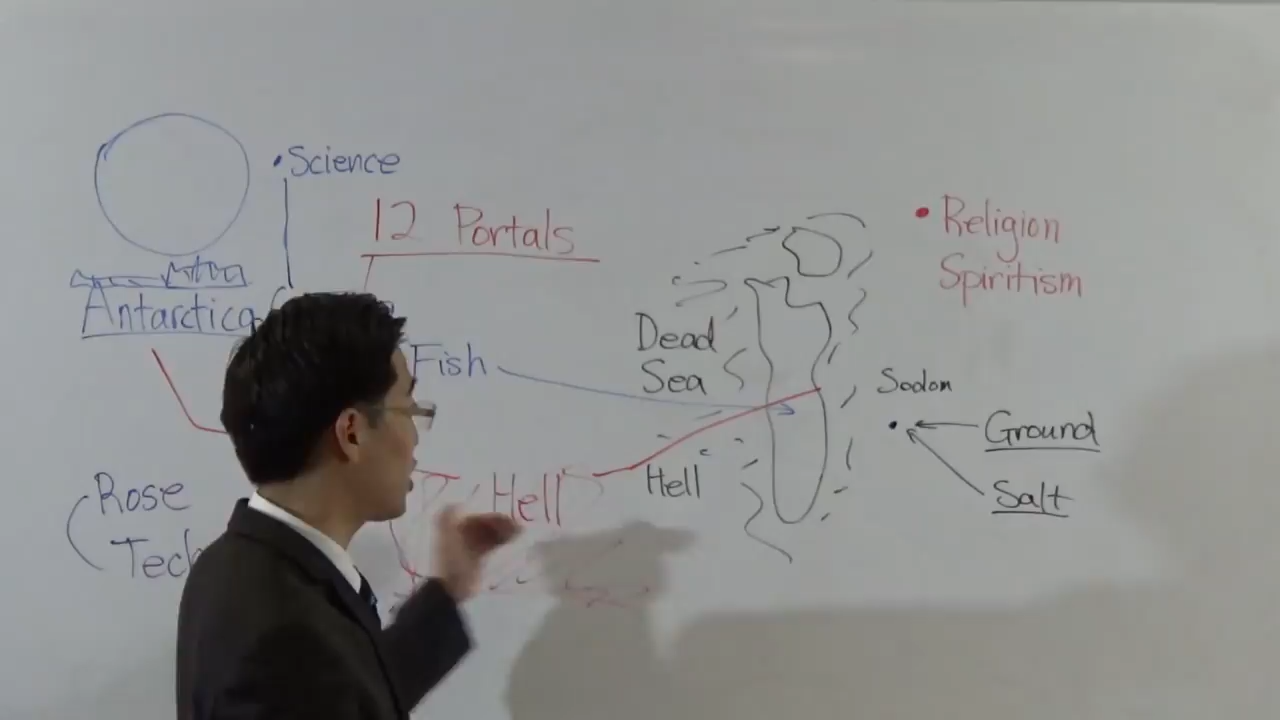 Science
12 Portals
Religion
Spiritism
Antarctica
Dead
Sea
Fish
Sodom
Ground
Hell
Hell
Salt
Rose
Tech